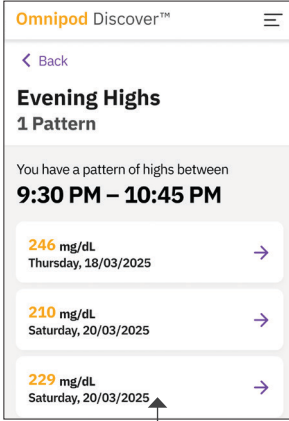 Omnipod Discover™
Back
Evening Highs
1 Pattern
You have a pattern of highs between
9:30 PM – 10:45 PM
246 mg/dL
Thursday, 18/03/2025
210 mg/dL
Saturday, 20/03/2025
229 mg/dL
Saturday, 20/03/2025